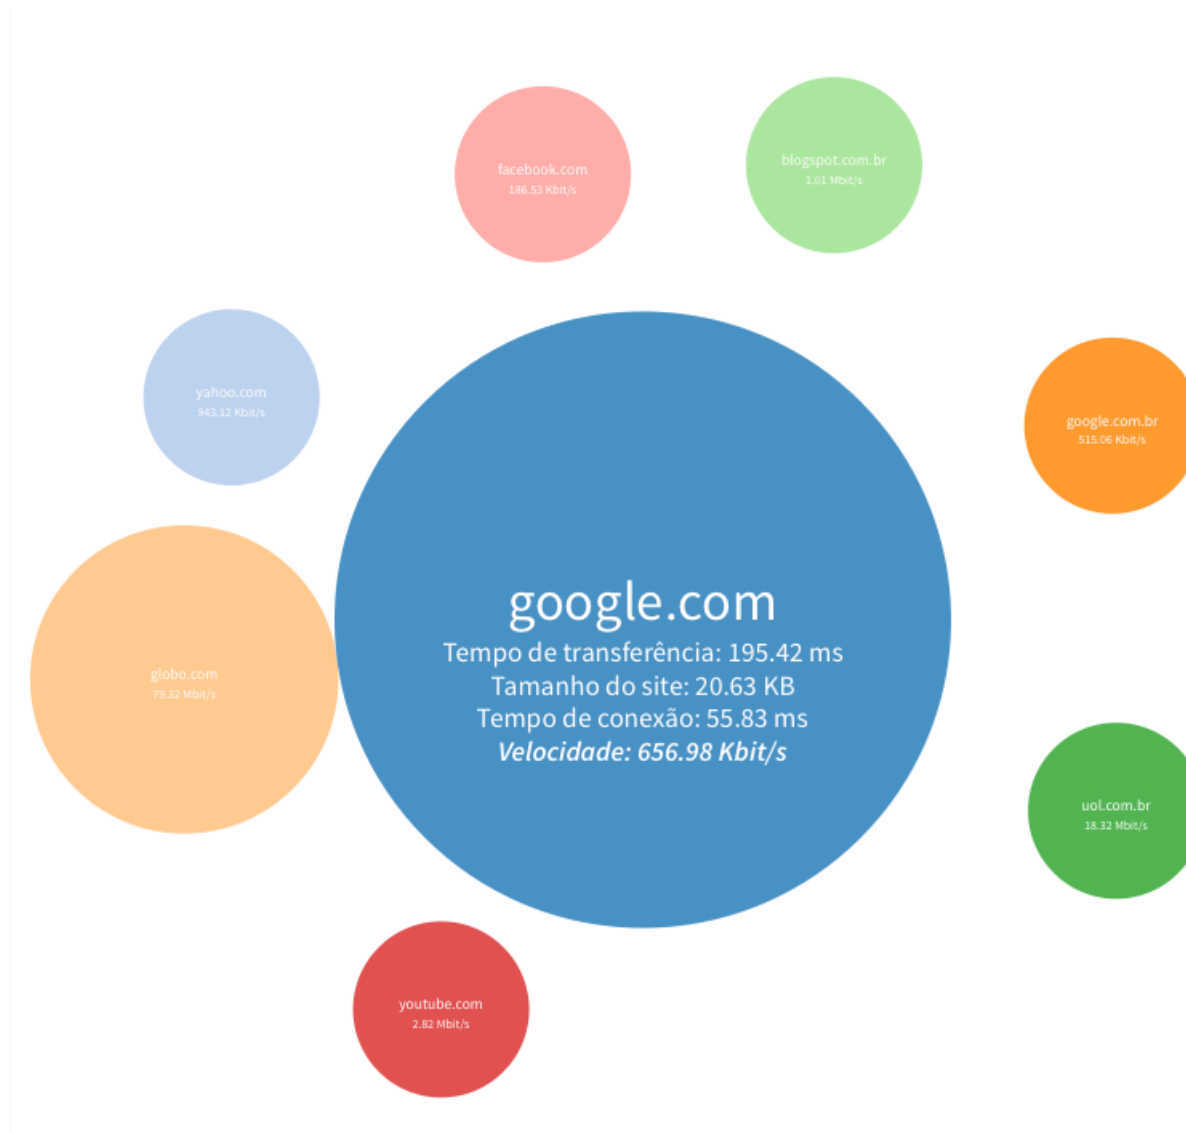 facebook.com
186.53 Kbit/s
blogspot.com.br
1.01 Mbit/s
yahoo.com
943.12 Kbit/s
google.com.br
515.06 Kbit/s
google.com
Tempo de transferência: 195.42 ms
Tamanho do site: 20.63 KB
Tempo de conexão: 55.83 ms
Velocidade: 656.98 Kbit/s
globo.com
79.32 Mbit/s
uol.com.br
18.32 Mbit/s
youtube.com
2.82 Mbit/s